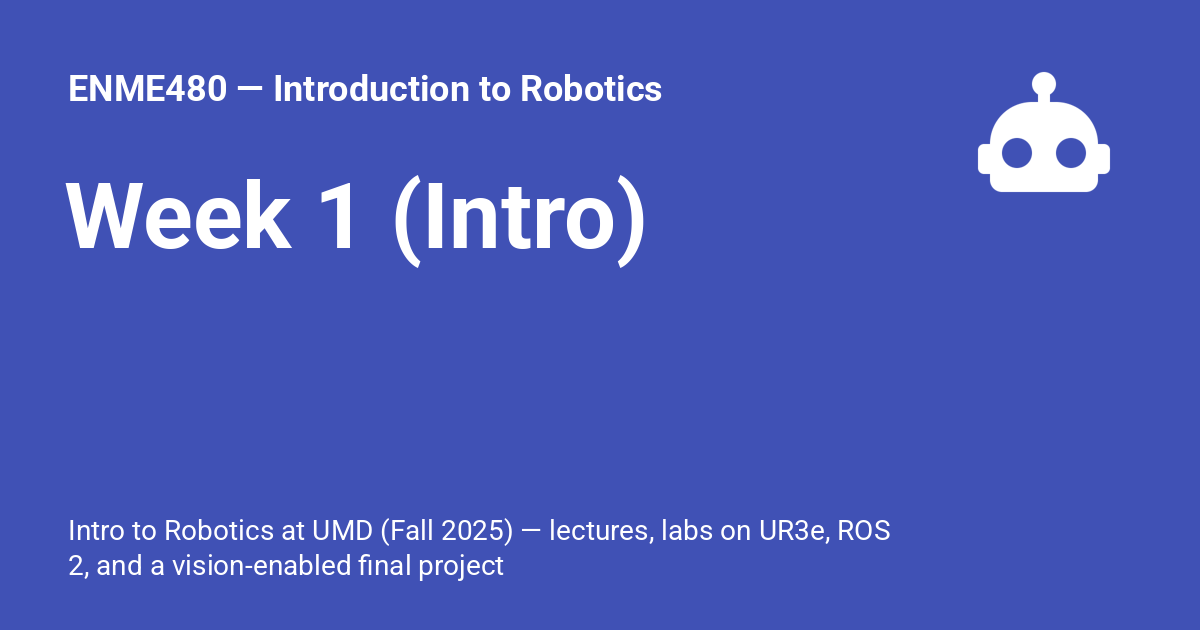 ENME480 — Introduction to Robotics
Week 1 (Intro)
Intro to Robotics at UMD (Fall 2025) — lectures, labs on UR3e, ROS
2, and a vision-enabled final project